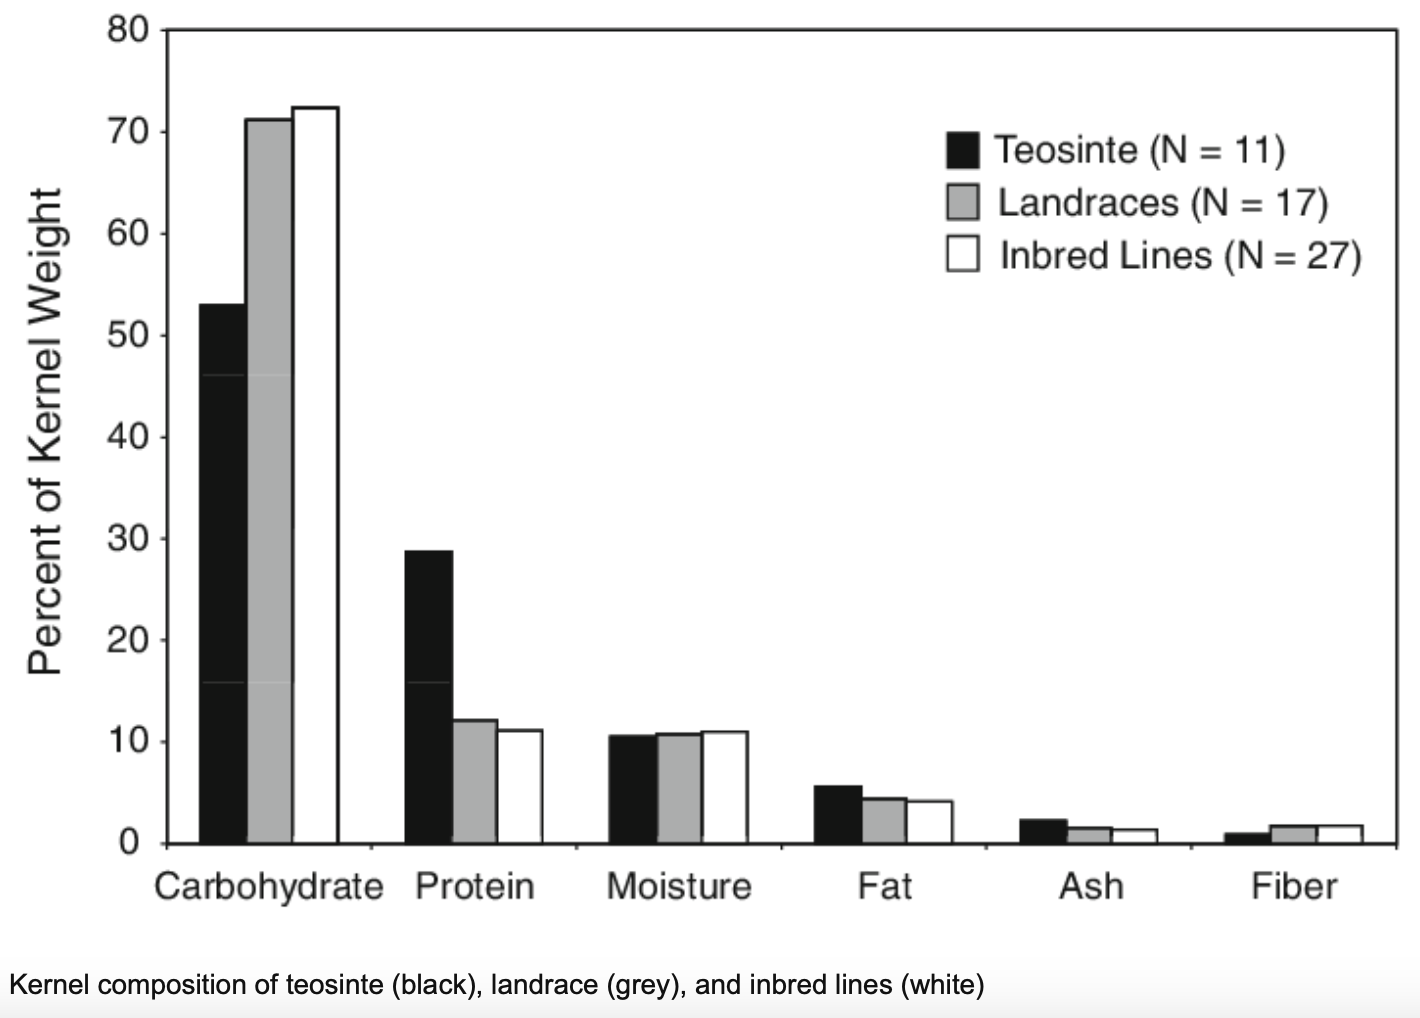 80
70
60
50
40
30
20
10
0
Percent of Kernel Weight
Teosinte (N = 11)
Landraces (N = 17)
Inbred Lines (N = 27)
Carbohydrate Protein Moisture Fat Ash Fiber
Kernel composition of teosinte (black), landrace (grey), and inbred lines (white)